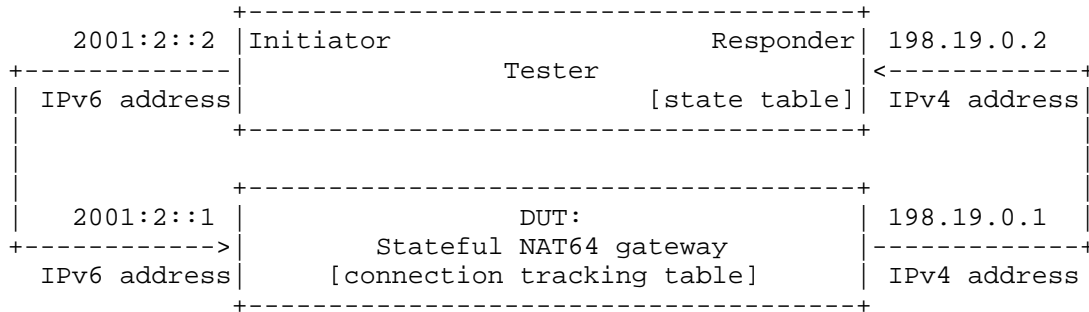 2001:2::2 Initiator Responder 198.19.0.2
Tester
IPv6 address [state table] IPv4 address
2001:2::1 DUT: 198.19.0.1
Stateful NAT64 gateway
IPv6 address [connection tracking table] IPv4 address